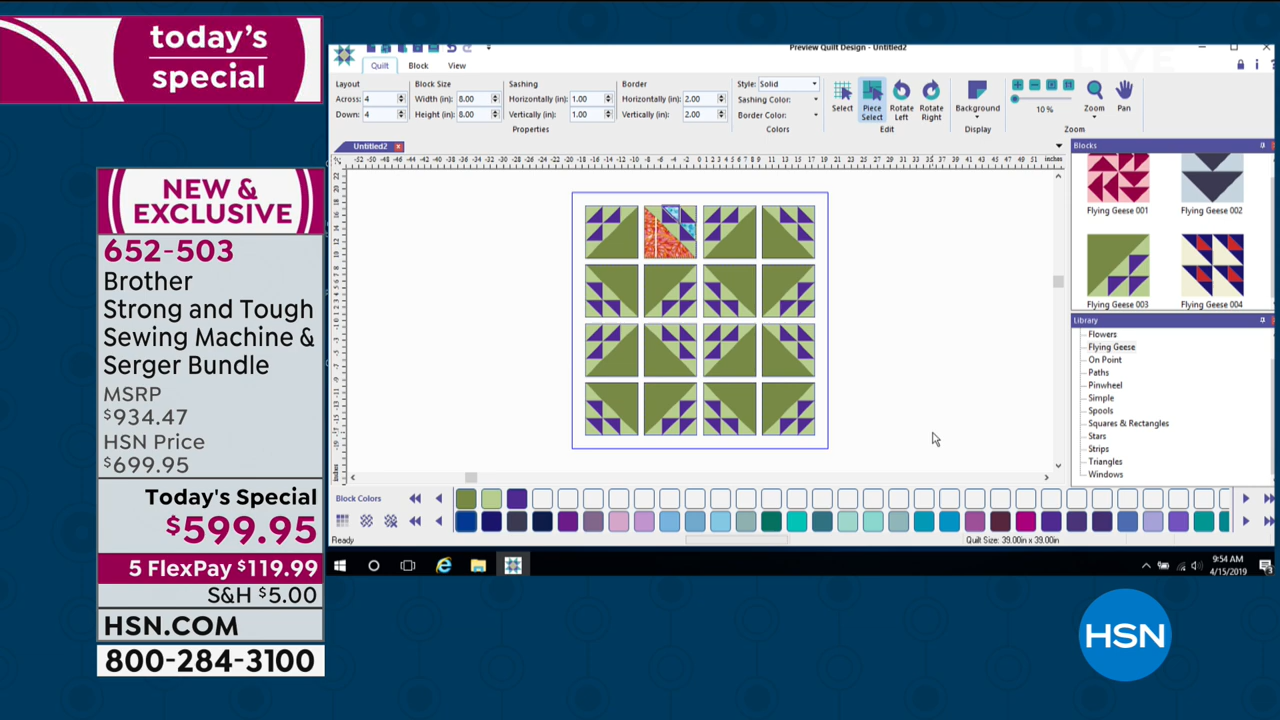 today's
special
NEW &
EXCLUSIVE
652-503
Brother
Strong and Tough
Sewing Machine &
Serger Bundle
MSRP
$934.47
HSN Price
$699.95
Today's Special
$599.95
5 FlexPay $119.99
S&H $5.00
HSN.COM
800-284-3100
LIVE
Preview Quilt Design - Untitled2
Quilt Block View
Layout Block Size Sashing Border
Style: Solid
Across: 4 Width (in): 8.00 Horizontally (in): 1.00 Horizontally (in): 2.00
Sashing Color:
Down: 4 Height (in): 8.00 Vertically (in): 1.00 Vertically (in): 2.00
Border Color:
Properties Colors
Select
Piece
Select
Rotate
Left
Rotate
Right
Edit
Background
Display
10 %
Zoom
Pan
Zoom
Untitled2
inches
Blocks
Flying Geese 001 Flying Geese 002
Flying Geese 003 Flying Geese 004
Library
Flowers
Flying Geese
On Point
Paths
Pinwheel
Simple
Spools
Squares & Rectangles
Stars
Strips
Triangles
Windows
Block Colors
Ready
Quilt Size: 39.00in x 39.00in
9:54 AM
4/15/2019
HSN